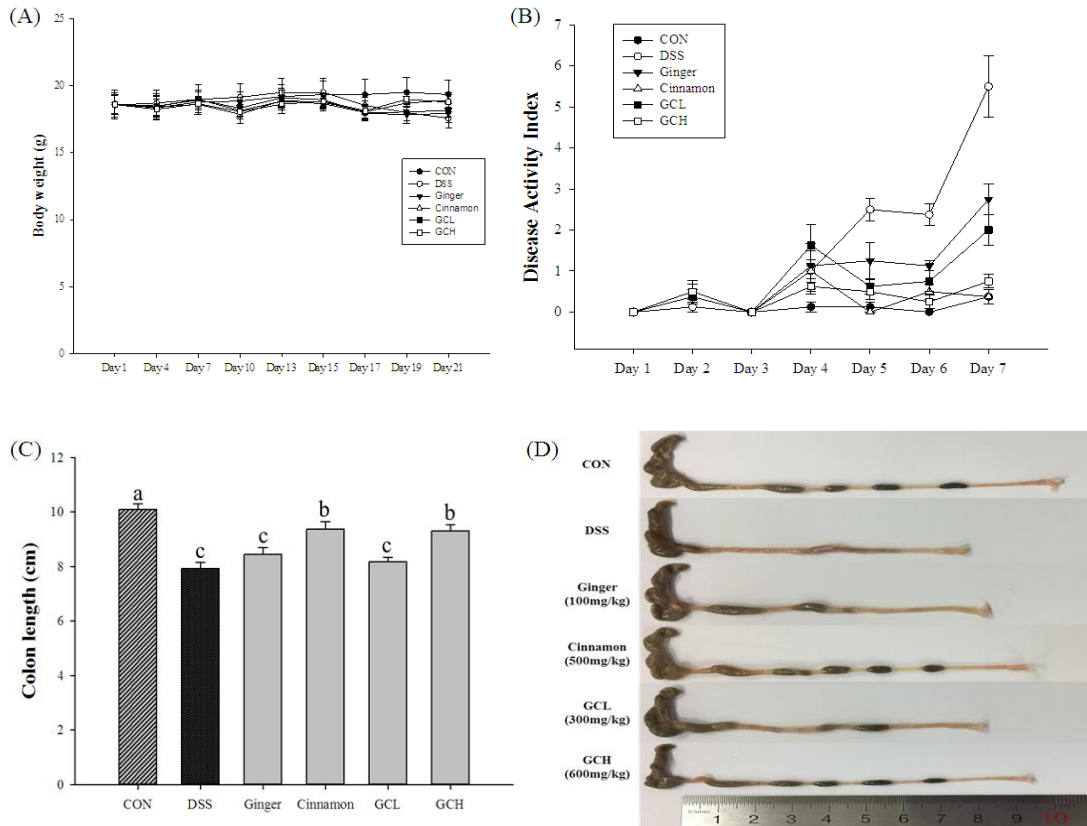 (A)
25
20
15
10
5
0
Body w eight (g)
CON
DSS
Ginger
Cinnamon
GCL
GCH
Day 1 Day 4 Day 7 Day 10 Day 13 Day 15 Day 17 Day 19 Day 21
(B)
7
6
5
4
3
2
1
0
Disease Activity Index
CON
DSS
Ginger
Cinnamon
GCL
GCH
Day 1 Day 2 Day 3 Day 4 Day 5 Day 6 Day 7
(C)
12
10
8
6
4
2
0
Colon length (cm)
a
c
c
b
c
b
CON DSS Ginger Cinnamon GCL GCH
(D)
CON
DSS
Ginger
(100mg/kg)
Cinnamon
(500mg/kg)
GCL
(300mg/kg)
GCH
(600mg/kg)
1 2 3 4 5 6 7 8 9 10